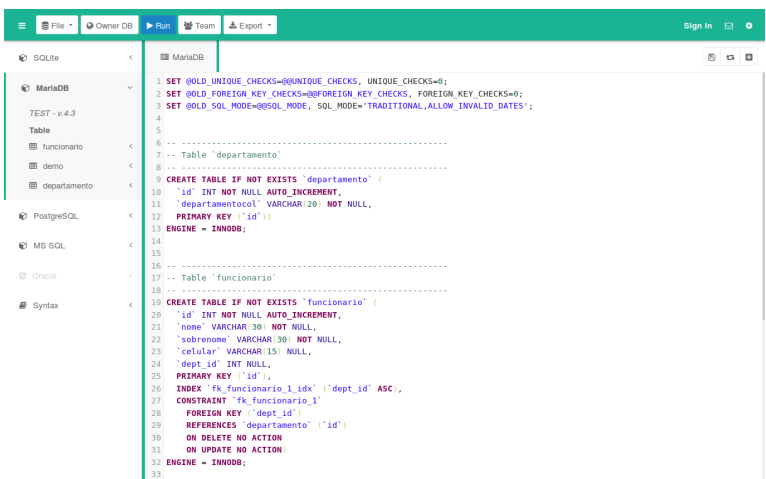 File Owner DB Run Team Export Sign In
SQLite
MariaDB
TEST - v.4.3
Table
funcionario
demo
departamento
PostgreSQL
MS SQL
Oracle
Syntax
MariaDB
1 SET @OLD_UNIQUE_CHECKS=@@UNIQUE_CHECKS, UNIQUE_CHECKS=0;
2 SET @OLD_FOREIGN_KEY_CHECKS=@@FOREIGN_KEY_CHECKS, FOREIGN_KEY_CHECKS=0;
3 SET @OLD_SQL_MODE=@@SQL_MODE, SQL_MODE='TRADITIONAL,ALLOW_INVALID_DATES';
4
5
6 -- -----------------------------------------------------
7 -- Table `departamento`
8 -- -----------------------------------------------------
9 CREATE TABLE IF NOT EXISTS `departamento` (
10 `id` INT NOT NULL AUTO_INCREMENT,
11 `departamentocol` VARCHAR(20) NOT NULL,
12 PRIMARY KEY (`id`))
13 ENGINE = INNODB;
14
15
16 -- -----------------------------------------------------
17 -- Table `funcionario`
18 -- -----------------------------------------------------
19 CREATE TABLE IF NOT EXISTS `funcionario` (
20 `id` INT NOT NULL AUTO_INCREMENT,
21 `nome` VARCHAR(30) NOT NULL,
22 `sobrenome` VARCHAR(30) NOT NULL,
23 `celular` VARCHAR(15) NULL,
24 `dept_id` INT NULL,
25 PRIMARY KEY (`id`),
26 INDEX `fk_funcionario_1_idx` (`dept_id` ASC),
27 CONSTRAINT `fk_funcionario_1`
28 FOREIGN KEY (`dept_id`)
29 REFERENCES `departamento` (`id`)
30 ON DELETE NO ACTION
31 ON UPDATE NO ACTION)
32 ENGINE = INNODB;
33